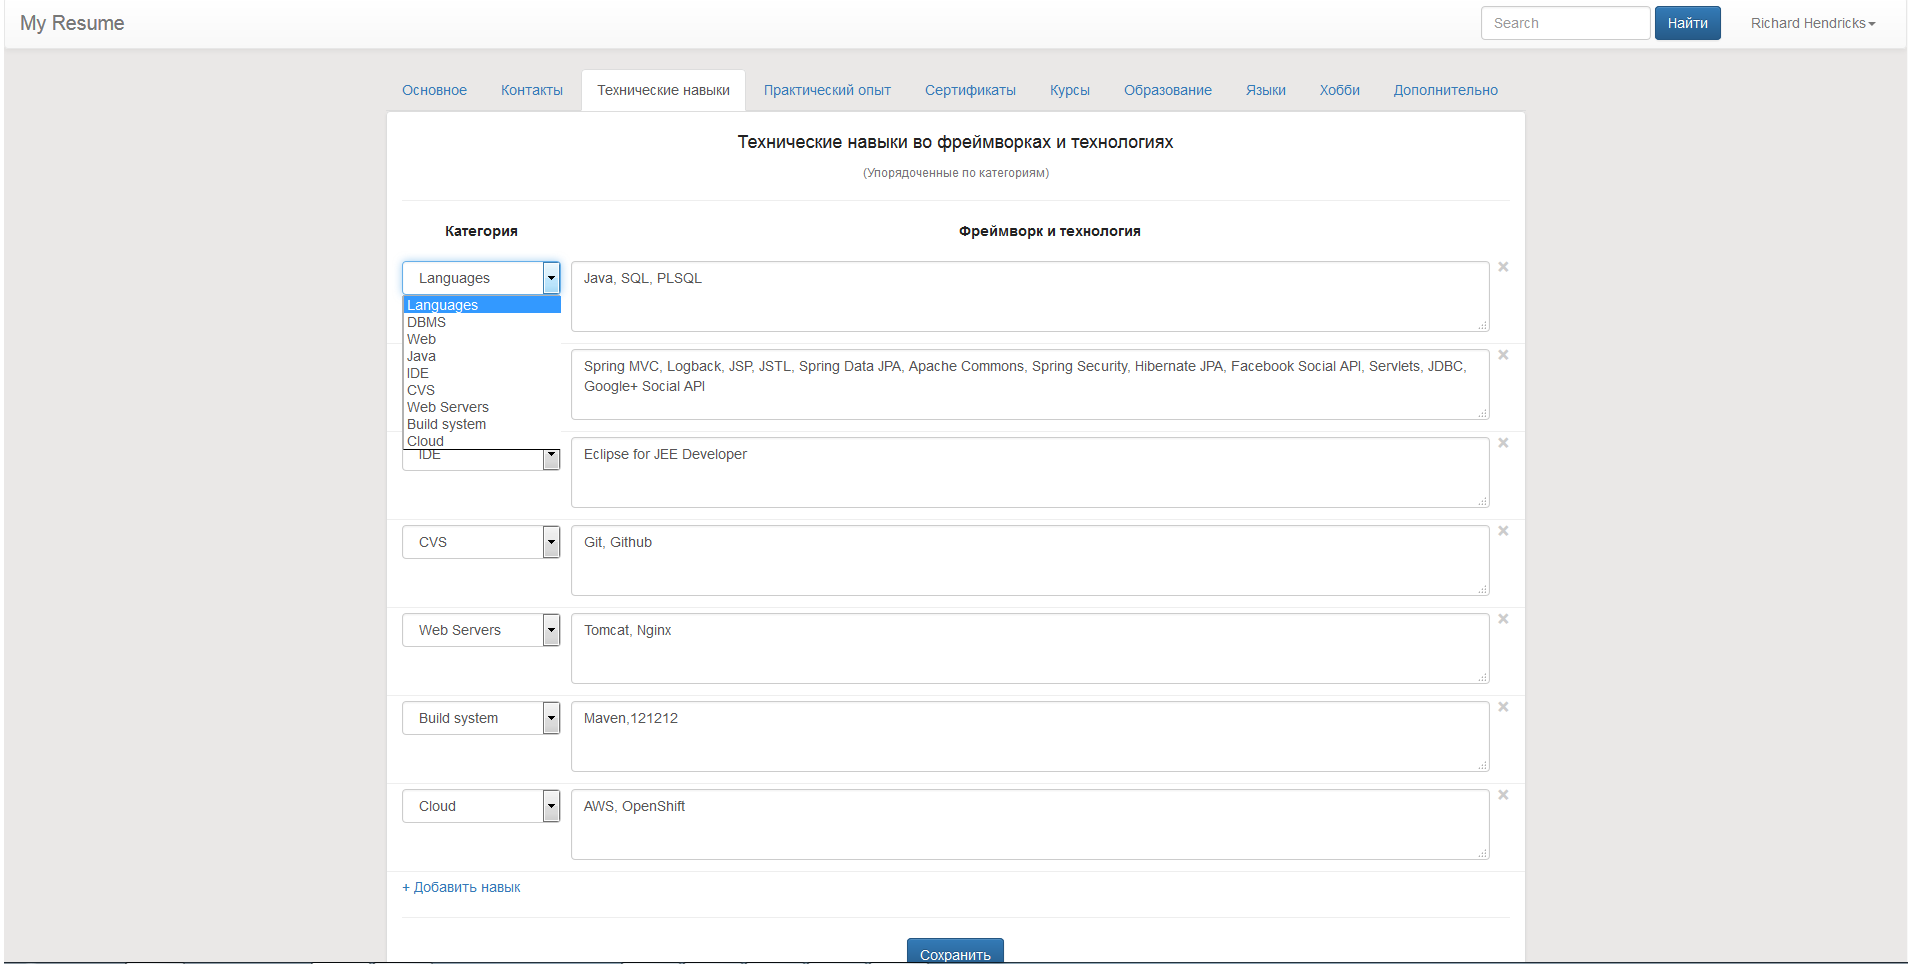 My Resume
Search
Найти
Richard Hendricks
Основное
Контакты
Технические навыки
Практический опыт
Сертификаты
Курсы
Образование
Языки
Хобби
Дополнительно
Технические навыки во фреймворках и технологиях
(Упорядоченные по категориям)
Категория
Фреймворк и технология
Languages
Java, SQL, PLSQL
Languages
DBMS
Web
Java
IDE
CVS
Web Servers
Build system
Cloud
Spring MVC, Logback, JSP, JSTL, Spring Data JPA, Apache Commons, Spring Security, Hibernate JPA, Facebook Social API, Servlets, JDBC,
Google+ Social API
IDE
Eclipse for JEE Developer
CVS
Git, Github
Web Servers
Tomcat, Nginx
Build system
Maven,121212
Cloud
AWS, OpenShift
+ Добавить навык
Сохранить